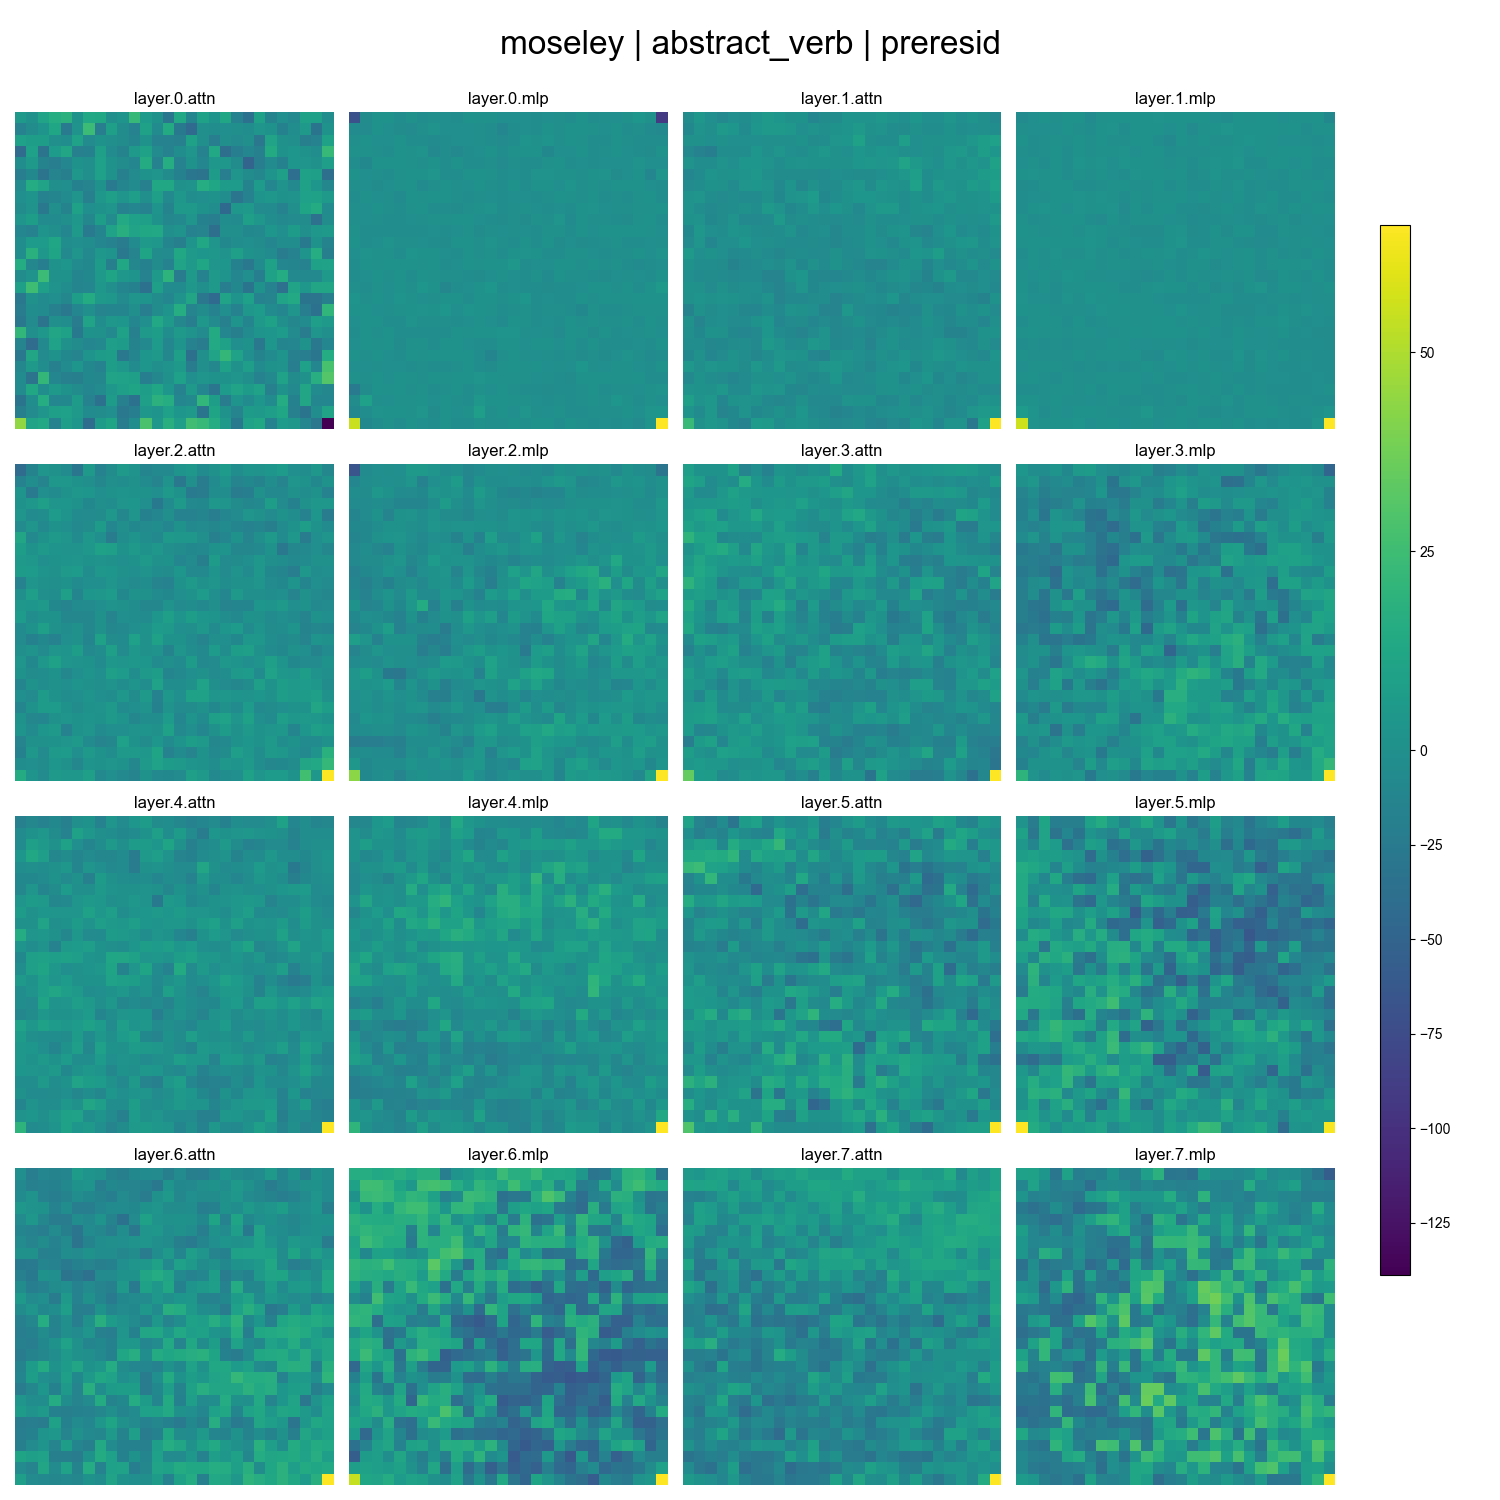 moseley | abstract_verb | preresid
layer.0.attn
layer.0.mlp
layer.1.attn
layer.1.mlp
layer.2.attn
layer.2.mlp
layer.3.attn
layer.3.mlp
layer.4.attn
layer.4.mlp
layer.5.attn
layer.5.mlp
layer.6.attn
layer.6.mlp
layer.7.attn
layer.7.mlp
50
25
0
−25
−50
−75
−100
−125